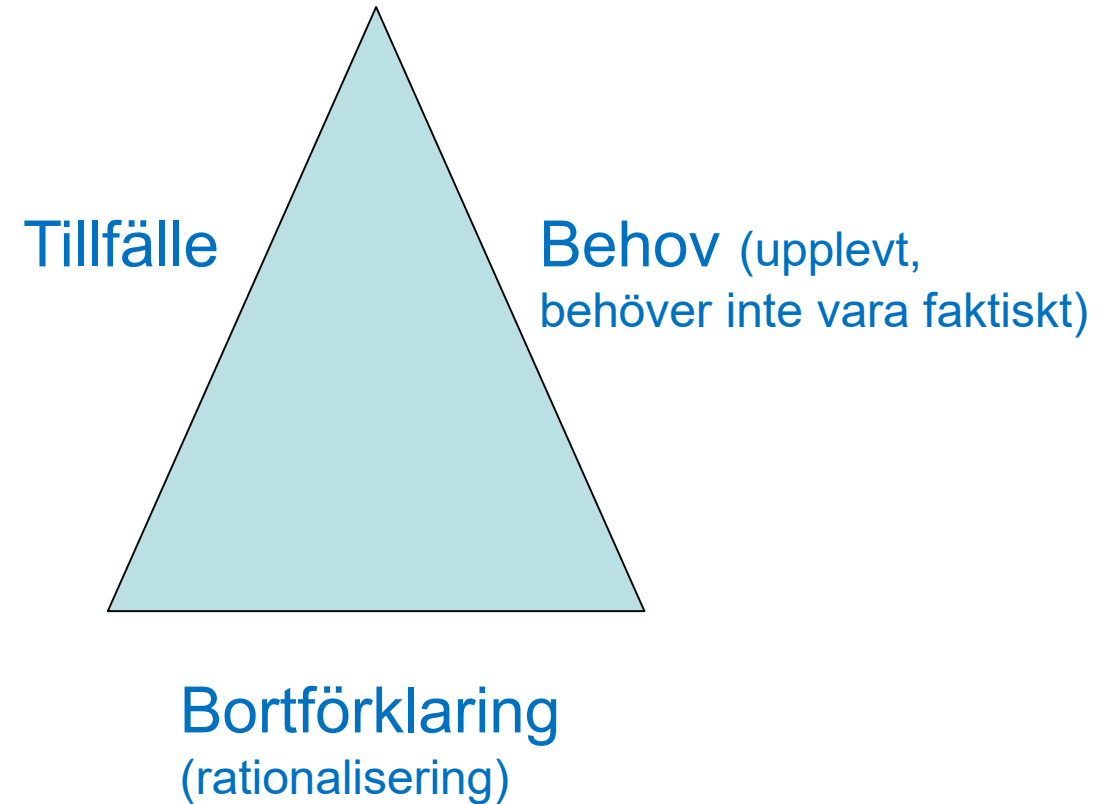 Tillfälle
Behov (upplevt,
behöver inte vara faktiskt)
Bortförklaring
(rationalisering)